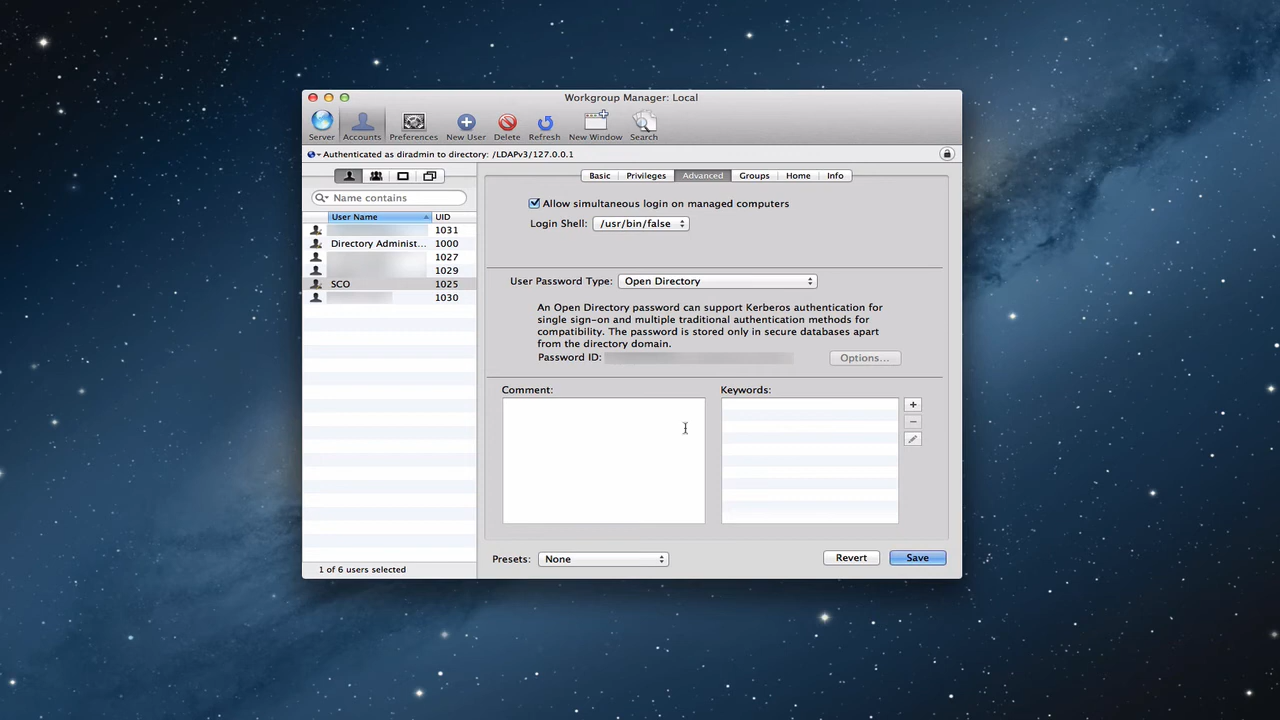 Workgroup Manager: Local
Server Accounts Preferences New User Delete Refresh New Window Search
Authenticated as diradmin to directory: /LDAPv3/127.0.0.1
Name contains
User Name UID
1031
Directory Administ... 1000
1027
1029
SCO 1025
1030
1 of 6 users selected
Basic Privileges Advanced Groups Home Info
Allow simultaneous login on managed computers
Login Shell: /usr/bin/false
User Password Type: Open Directory
An Open Directory password can support Kerberos authentication for
single sign-on and multiple traditional authentication methods for
compatibility. The password is stored only in secure databases apart
from the directory domain.
Password ID:
Options...
Comment:
Keywords:
Presets: None
Revert Save